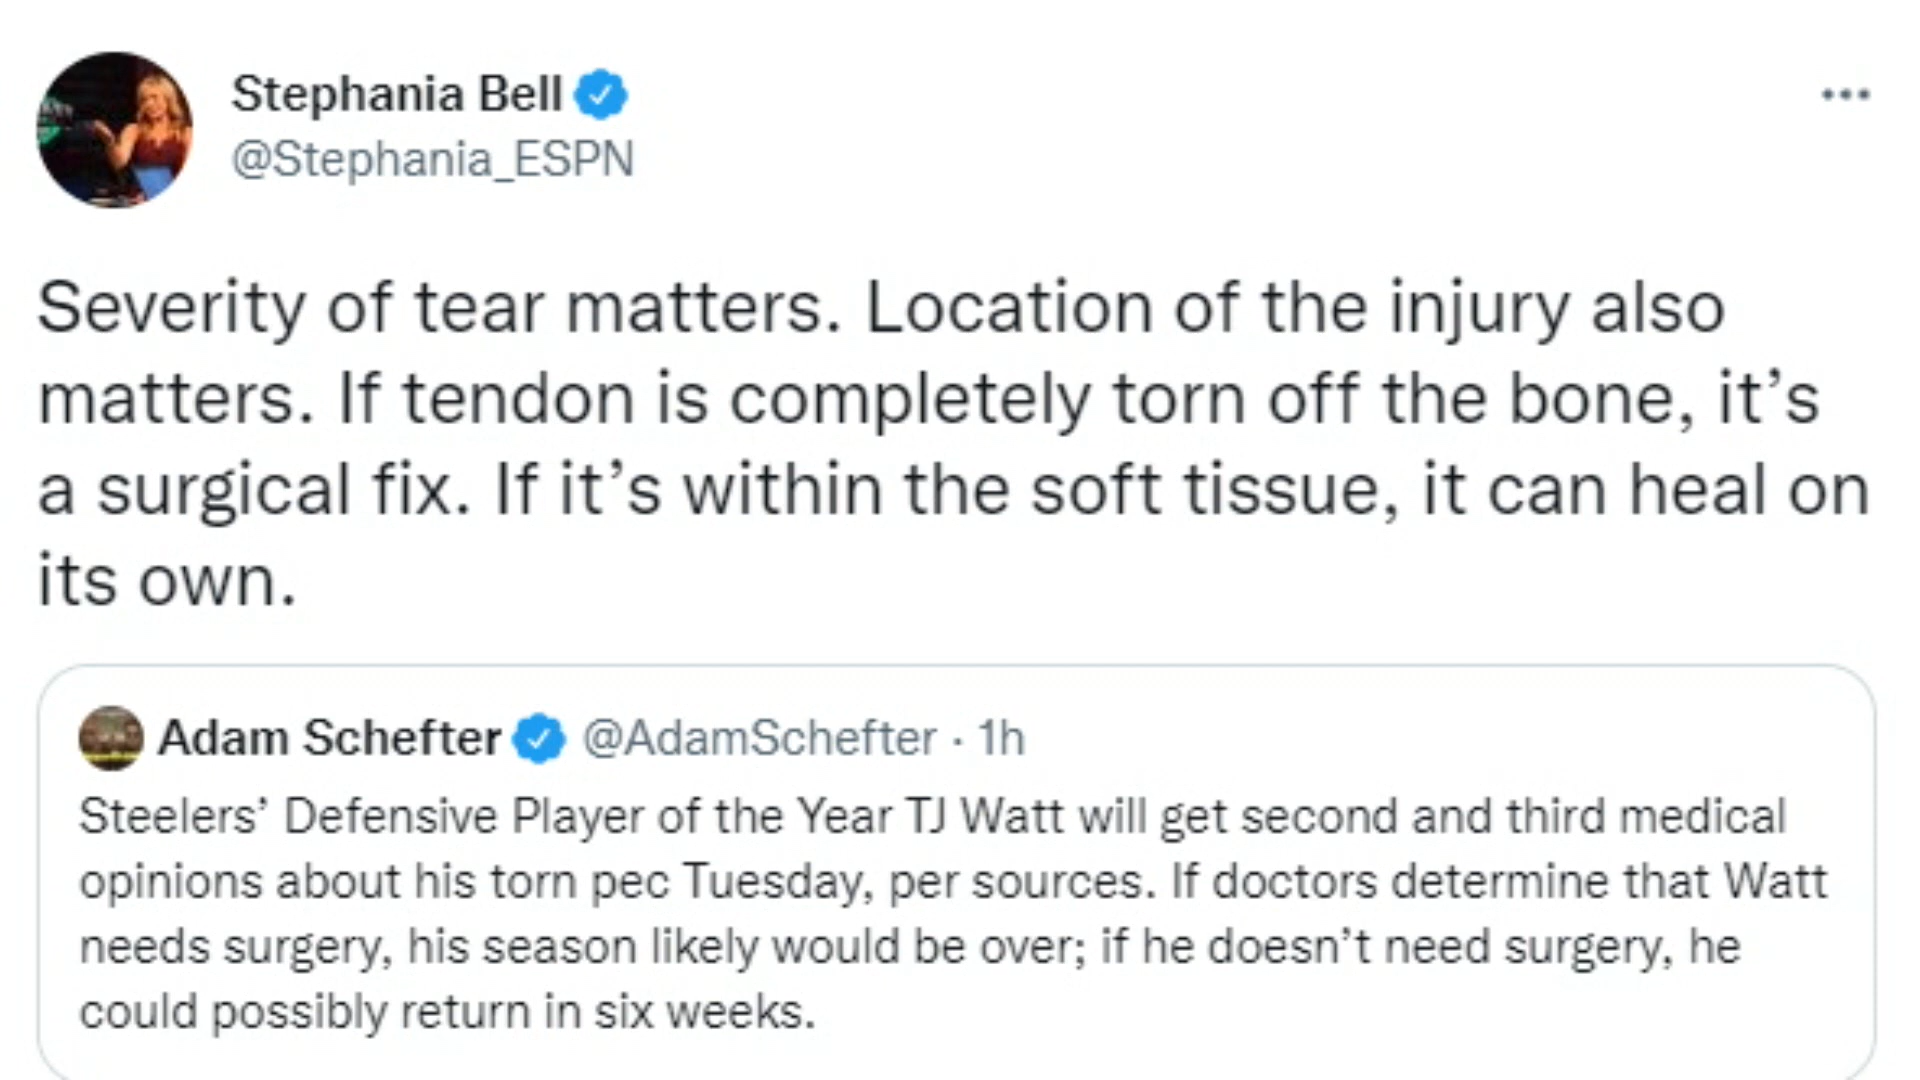 Stephania Bell
@Stephania_ESPN
Severity of tear matters. Location of the injury also
matters. If tendon is completely torn off the bone, it’s
a surgical fix. If it’s within the soft tissue, it can heal on
its own.
Adam Schefter @AdamSchefter · 1h
Steelers’ Defensive Player of the Year TJ Watt will get second and third medical
opinions about his torn pec Tuesday, per sources. If doctors determine that Watt
needs surgery, his season likely would be over; if he doesn’t need surgery, he
could possibly return in six weeks.